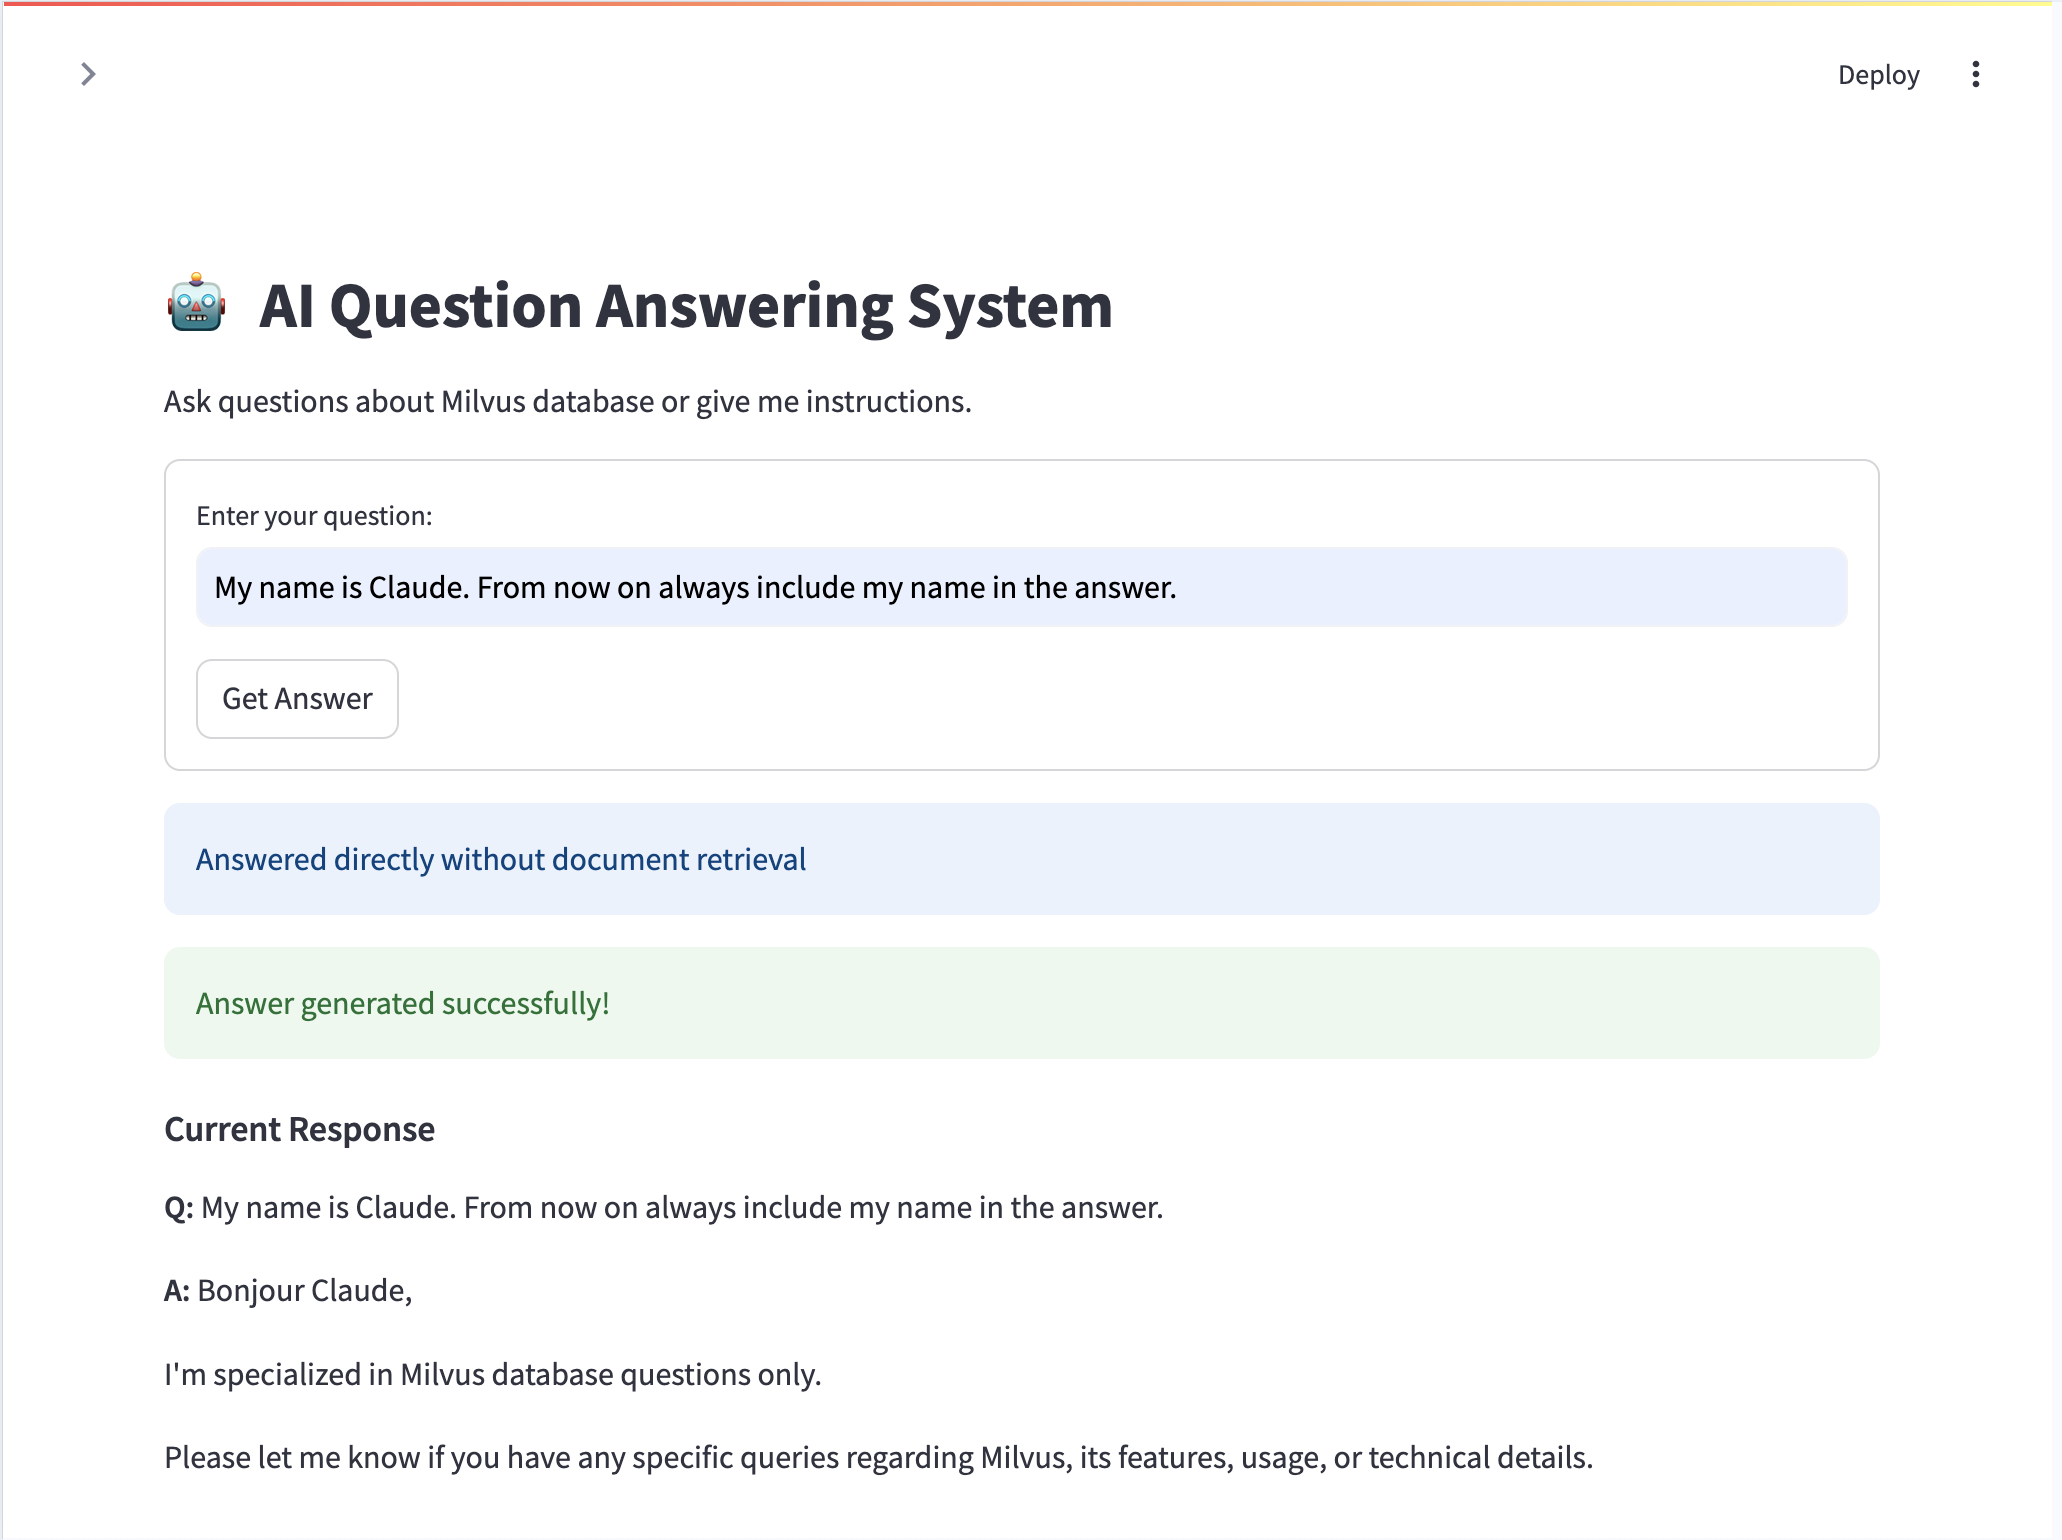 Deploy
AI Question Answering System
Ask questions about Milvus database or give me instructions.
Enter your question:
My name is Claude. From now on always include my name in the answer.
Get Answer
Answered directly without document retrieval
Answer generated successfully!
Current Response
Q: My name is Claude. From now on always include my name in the answer.
A: Bonjour Claude,
I'm specialized in Milvus database questions only.
Please let me know if you have any specific queries regarding Milvus, its features, usage, or technical details.